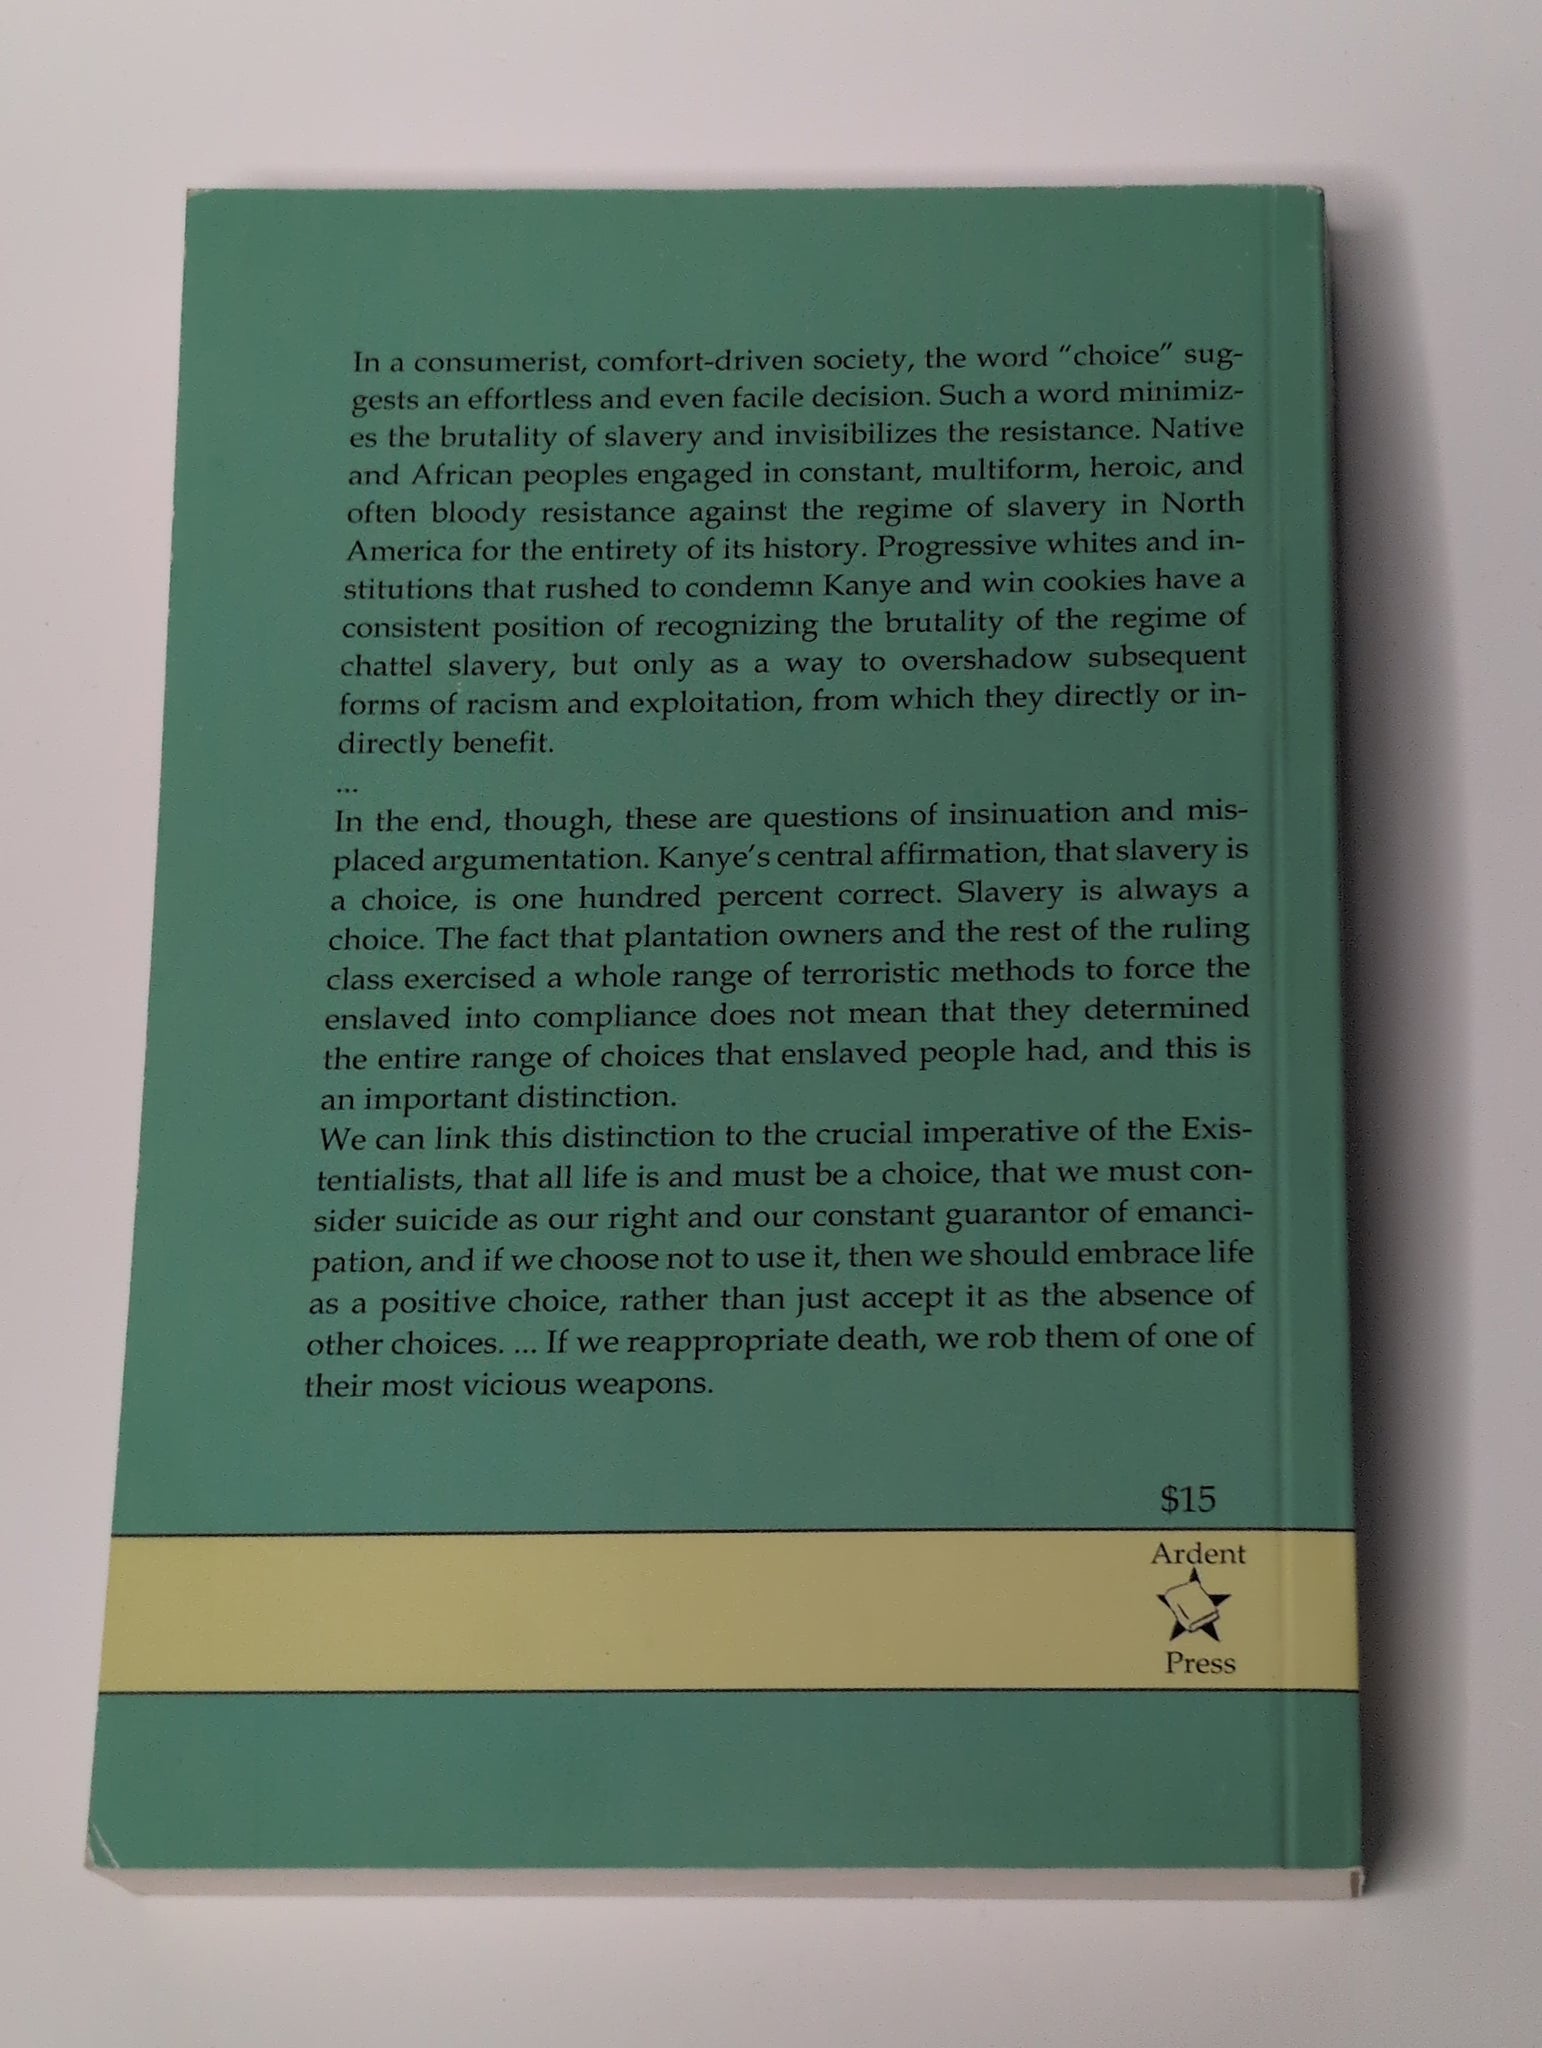 In a consumerist, comfort-driven society, the word “choice” sug-
gests an effortless and even facile decision. Such a word minimiz-
es the brutality of slavery and invisibilizes the resistance. Native
and African peoples engaged in constant, multiform, heroic, and
often bloody resistance against the regime of slavery in North
America for the entirety of its history. Progressive whites and in-
stitutions that rushed to condemn Kanye and win cookies have a
consistent position of recognizing the brutality of the regime of
chattel slavery, but only as a way to overshadow subsequent
forms of racism and exploitation, from which they directly or in-
directly benefit.
...
In the end, though, these are questions of insinuation and mis-
placed argumentation. Kanye’s central affirmation, that slavery is
a choice, is one hundred percent correct. Slavery is always a
choice. The fact that plantation owners and the rest of the ruling
class exercised a whole range of terroristic methods to force the
enslaved into compliance does not mean that they determined
the entire range of choices that enslaved people had, and this is
an important distinction.
We can link this distinction to the crucial imperative of the Exis-
tentialists, that all life is and must be a choice, that we must con-
sider suicide as our right and our constant guarantor of emanci-
pation, and if we choose not to use it, then we should embrace life
as a positive choice, rather than just accept it as the absence of
other choices. ... If we reappropriate death, we rob them of one of
their most vicious weapons.
$15
Ardent
Press